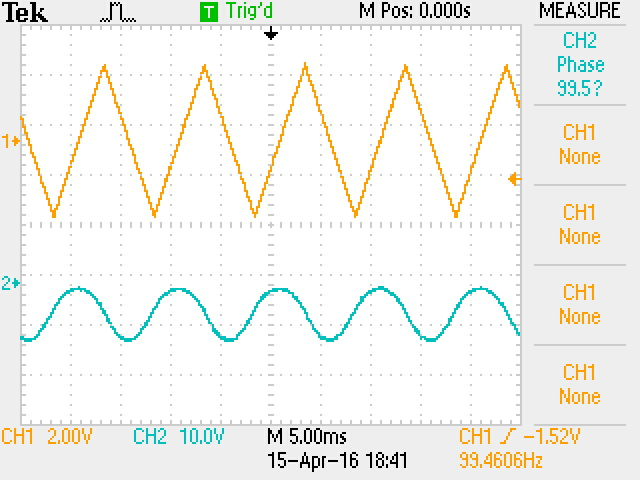 Tek T Trig'd M Pos: 0.000s MEASURE
CH2
Phase
99.5?
1
CH1
None
CH1
None
2
CH1
None
CH1
None
CH1 2.00V CH2 10.0V M 5.00ms CH1 -1.52V
15-Apr-16 18:41 99.4606Hz